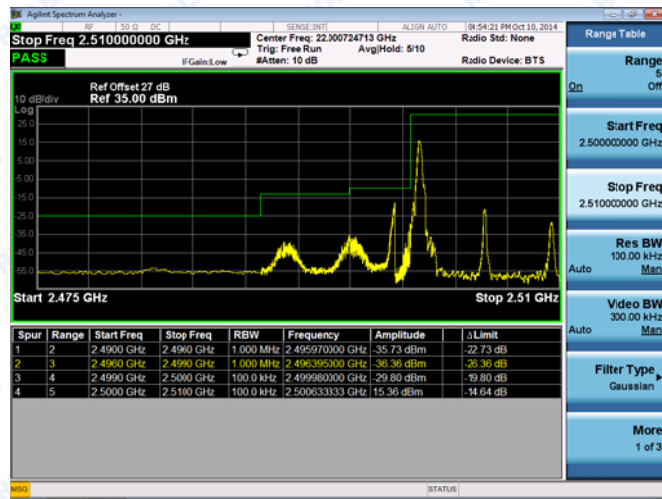 Agilent Spectrum Analyzer -
RF 50 Ω DC SENSE:INT ALIGN AUTO 04:54:21 PM Oct 10, 2014
Stop Freq 2.510000000 GHz
Center Freq: 22.000724713 GHz
Radio Std: None
Trig: Free Run
Avg|Hold: 5/10
PASS
IFGain:Low
#Atten: 10 dB
Radio Device: BTS
Ref Offset 27 dB
10 dB/div
Ref 35.00 dBm
Log
25.0
15.0
5.00
-5.00
-15.0
-25.0
-35.0
-45.0
-55.0
Start 2.475 GHz
Stop 2.51 GHz
Spur Range Start Freq Stop Freq RBW Frequency Amplitude ΔLimit
1 2 2.4900 GHz 2.4960 GHz 1.000 MHz 2.495970000 GHz -35.73 dBm -22.73 dB
2 3 2.4960 GHz 2.4990 GHz 1.000 MHz 2.496395000 GHz -36.36 dBm -26.36 dB
3 4 2.4990 GHz 2.5000 GHz 100.0 kHz 2.499980000 GHz -29.80 dBm -19.80 dB
4 5 2.5000 GHz 2.5100 GHz 100.0 kHz 2.500633333 GHz 15.36 dBm -14.64 dB
MSG
STATUS
Range Table
Range
5
On Off
Start Freq
2.500000000 GHz
Stop Freq
2.510000000 GHz
Res BW
100.00 kHz
Auto Man
Video BW
300.00 kHz
Auto Man
Filter Type
Gaussian
More
1 of 3